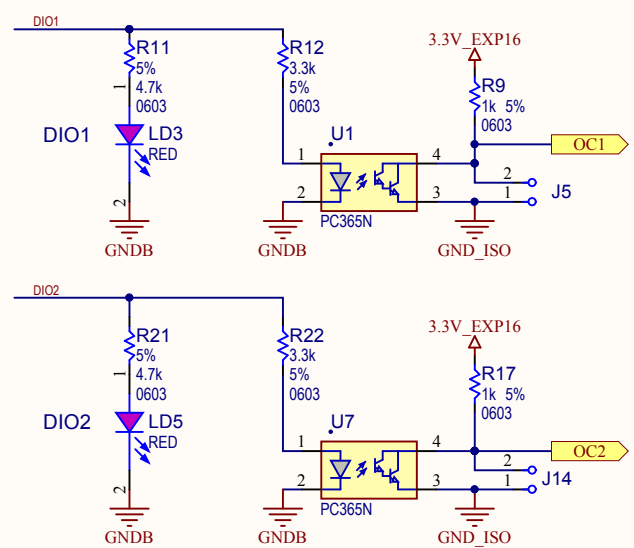 DIO1
R11
5%
4.7k
0603
1
DIO1
LD3
RED
2
GNDB
R12
3.3k
5%
0603
U1
1
2
4
3
PC365N
GNDB
3.3V_EXP16
R9
1k 5%
0603
OC1
2
1
J5
GND_ISO
DIO2
R21
5%
4.7k
0603
1
DIO2
LD5
RED
2
GNDB
R22
3.3k
5%
0603
U7
1
2
4
3
PC365N
GNDB
3.3V_EXP16
R17
1k 5%
0603
OC2
2
1
J14
GND_ISO